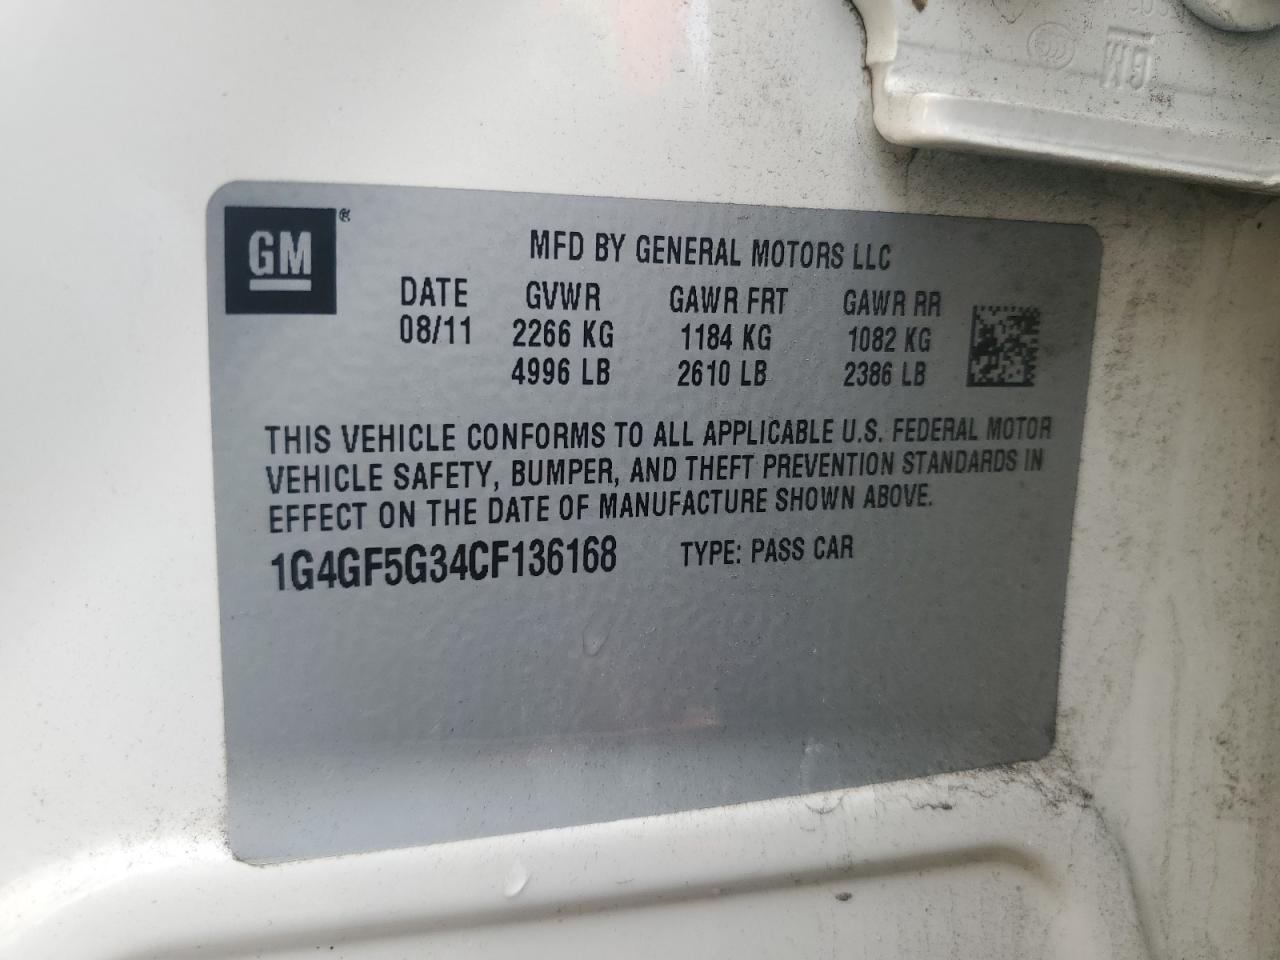 GM
GM®
MFD BY GENERAL MOTORS LLC
DATE GVWR GAWR FRT GAWR RR
08/11 2266 KG 1184 KG 1082 KG
4996 LB 2610 LB 2386 LB
THIS VEHICLE CONFORMS TO ALL APPLICABLE U.S. FEDERAL MOTOR
VEHICLE SAFETY, BUMPER, AND THEFT PREVENTION STANDARDS IN
EFFECT ON THE DATE OF MANUFACTURE SHOWN ABOVE.
1G4GF5G34CF136168 TYPE: PASS CAR